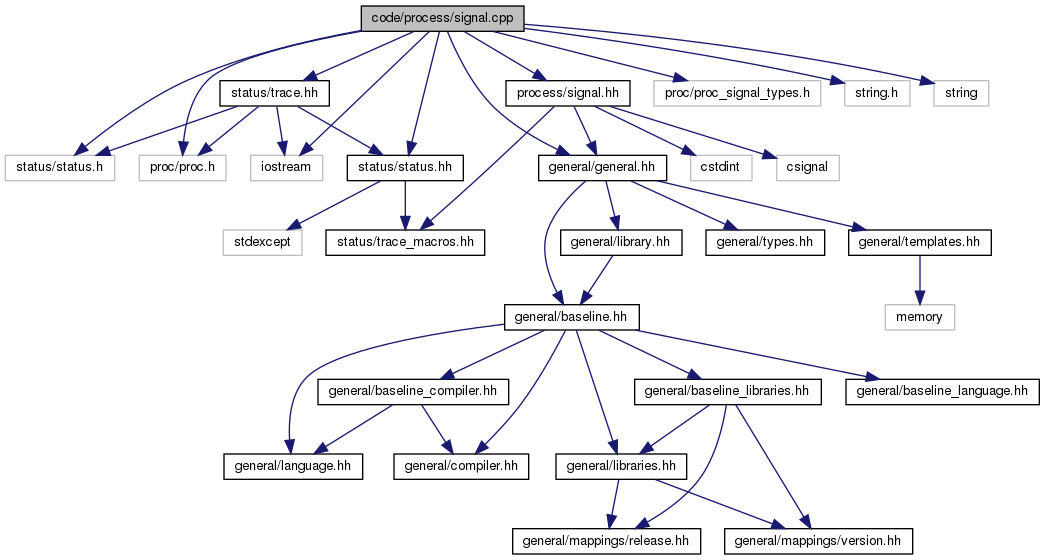 code/process/signal.cpp
status/trace.hh
process/signal.hh
proc/proc_signal_types.h
string.h
string
status/status.h
proc/proc.h
iostream
status/status.hh
general/general.hh
cstdint
csignal
stdexcept
status/trace_macros.hh
general/library.hh
general/types.hh
general/templates.hh
general/baseline.hh
memory
general/baseline_compiler.hh
general/baseline_libraries.hh
general/baseline_language.hh
general/language.hh
general/compiler.hh
general/libraries.hh
general/mappings/release.hh
general/mappings/version.hh